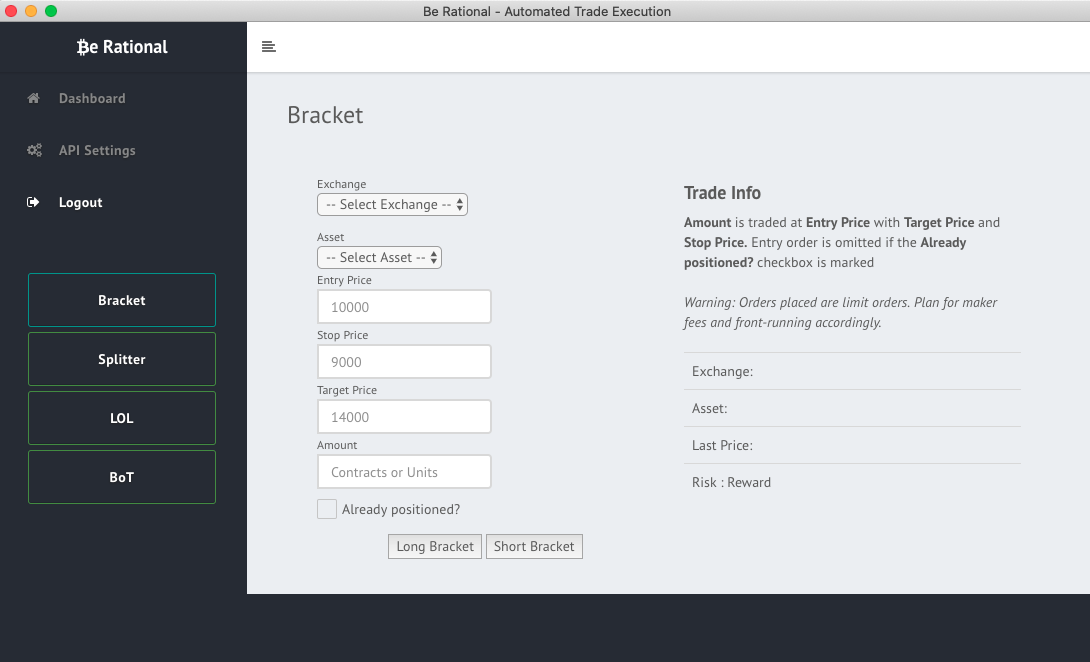 Be Rational - Automated Trade Execution
₿e Rational
Dashboard
API Settings
Logout
Bracket
Splitter
LOL
BoT
Bracket
Exchange
-- Select Exchange --
Asset
-- Select Asset --
Entry Price
10000
Stop Price
9000
Target Price
14000
Amount
Contracts or Units
Already positioned?
Long Bracket
Short Bracket
Trade Info
Amount is traded at Entry Price with Target Price and
Stop Price. Entry order is omitted if the Already
positioned? checkbox is marked
Warning: Orders placed are limit orders. Plan for maker
fees and front-running accordingly.
Exchange:
Asset:
Last Price:
Risk : Reward